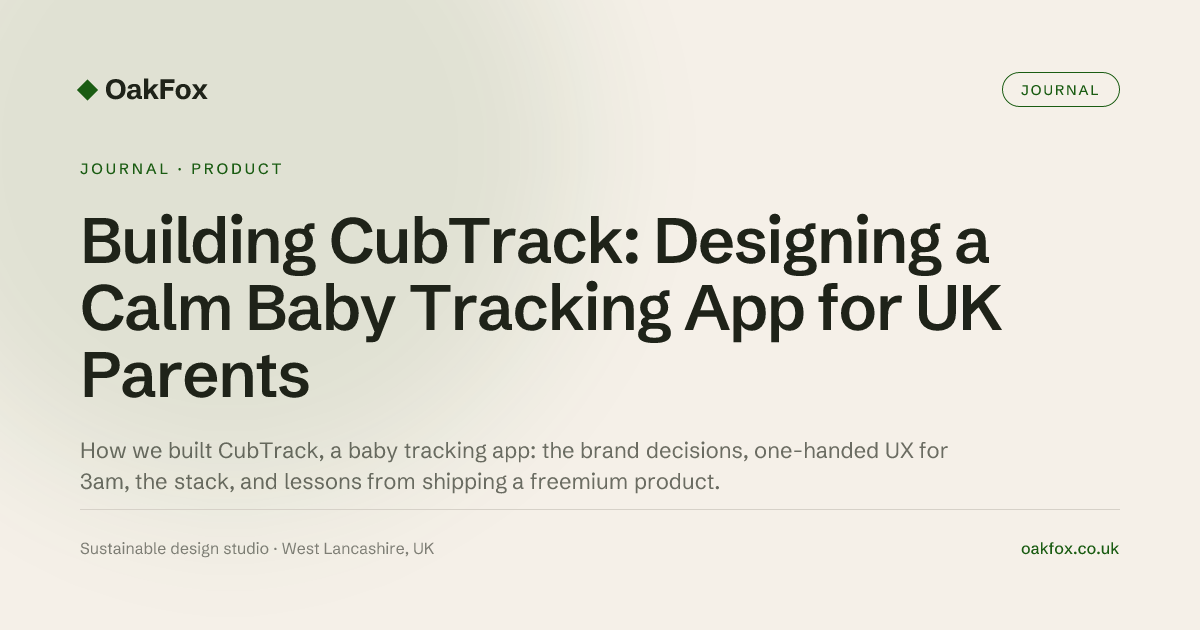 OakFox
JOURNAL
JOURNAL · PRODUCT
Building CubTrack: Designing a
Calm Baby Tracking App for UK
Parents
How we built CubTrack, a baby tracking app: the brand decisions, one-handed UX for
3am, the stack, and lessons from shipping a freemium product.
Sustainable design studio · West Lancashire, UK
oakfox.co.uk